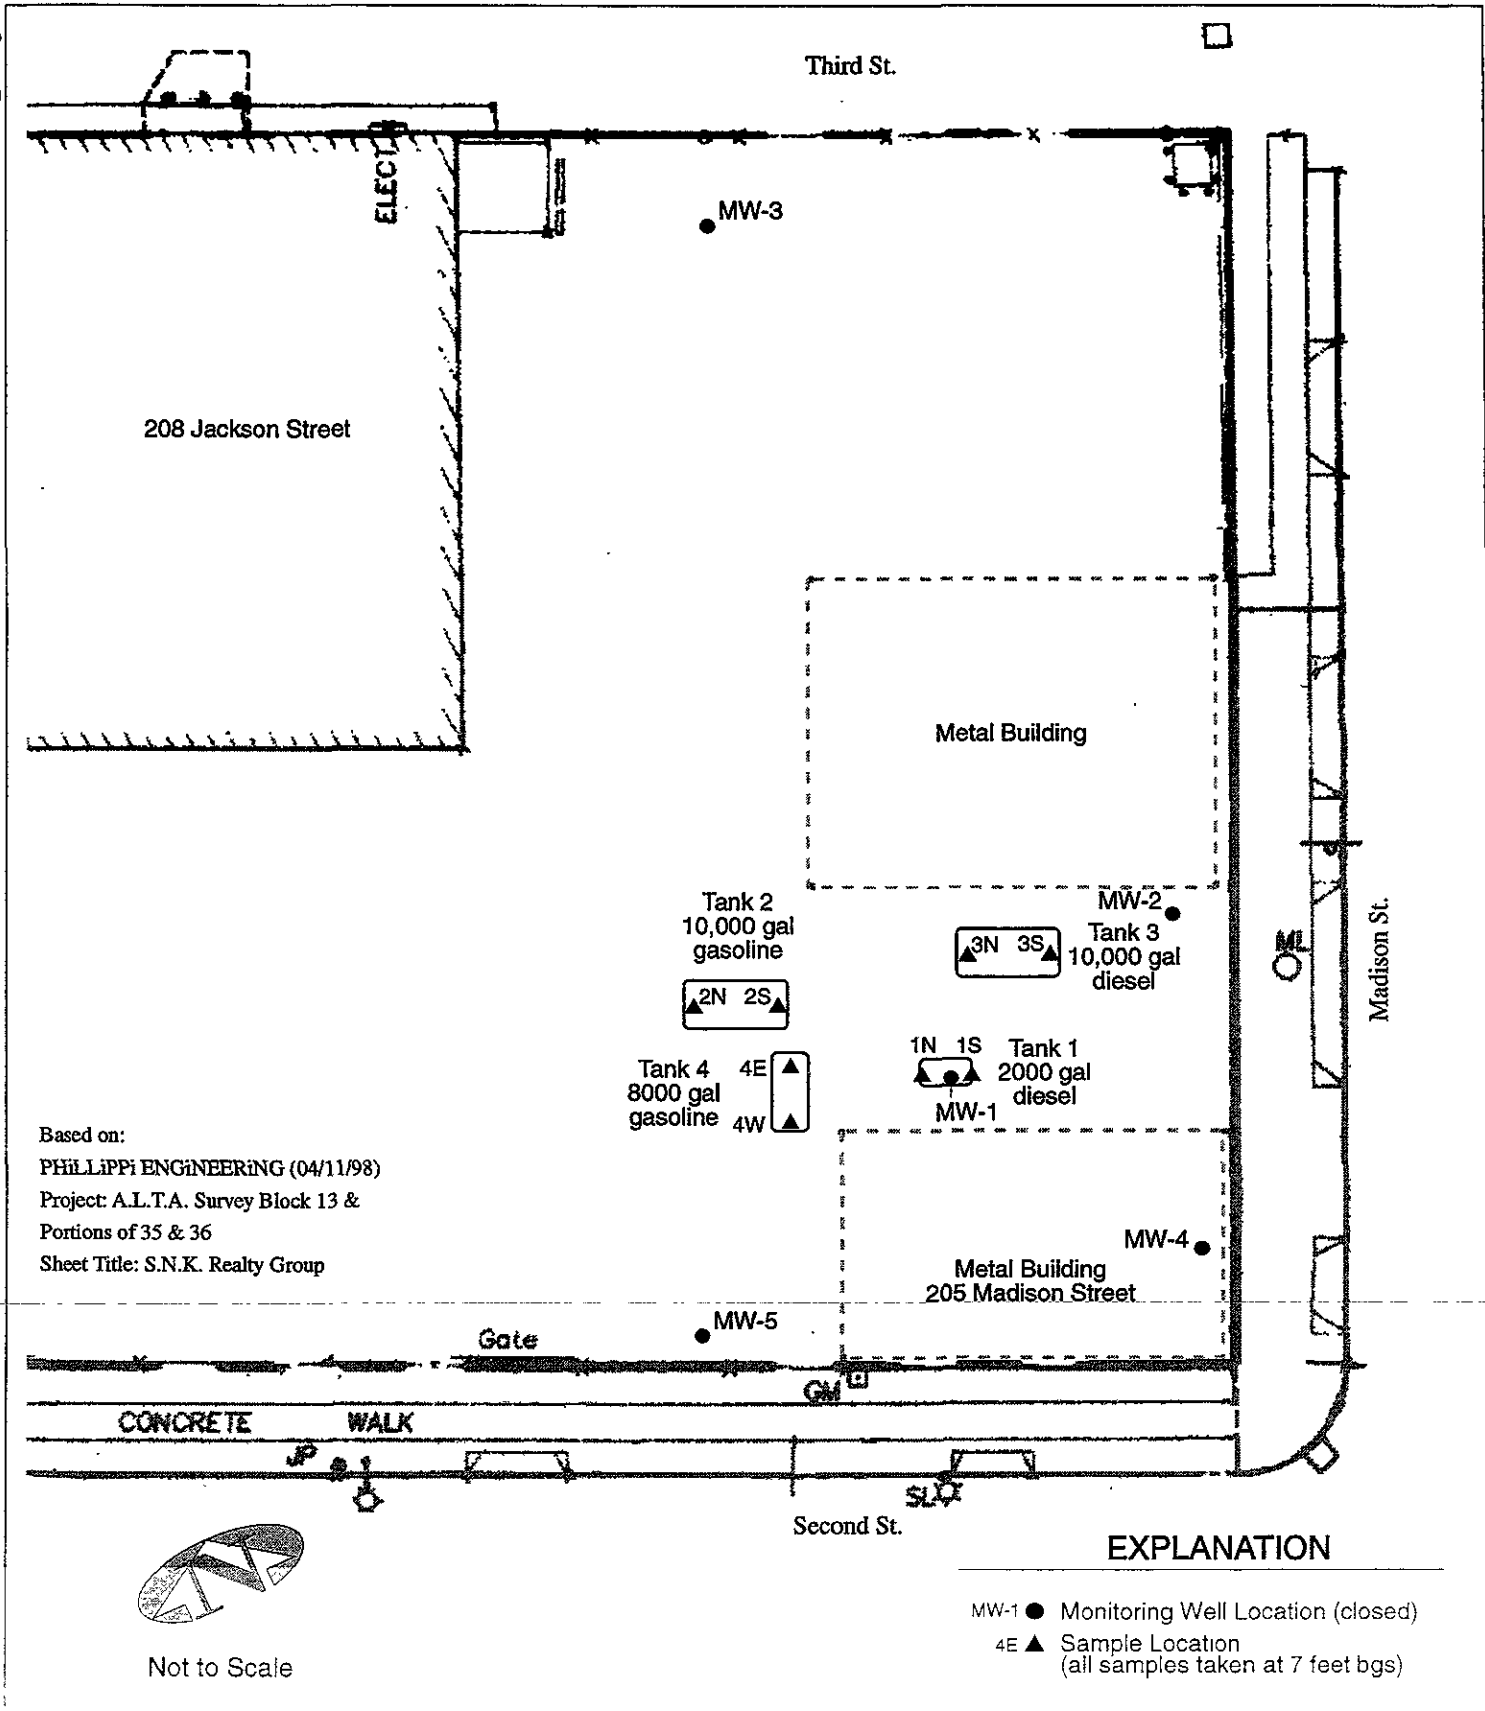 Third St.
ELECT
MW-3
208 Jackson Street
Metal Building
MW-2
Tank 2
10,000 gal
gasoline
3N 3S
Tank 3
10,000 gal
diesel
ML
Madison St.
2N 2S
1N 1S
Tank 1
2000 gal
diesel
MW-1
Tank 4
8000 gal
gasoline
4E
4W
Based on:
PHiLLiPPi ENGiNEERiNG (04/11/98)
Project: A.L.T.A. Survey Block 13 &
Portions of 35 & 36
Sheet Title: S.N.K. Realty Group
MW-4
Metal Building
205 Madison Street
MW-5
Gate
GM
CONCRETE WALK
JP
SL
Second St.
N
Not to Scale
EXPLANATION
MW-1 Monitoring Well Location (closed)
4E Sample Location
(all samples taken at 7 feet bgs)